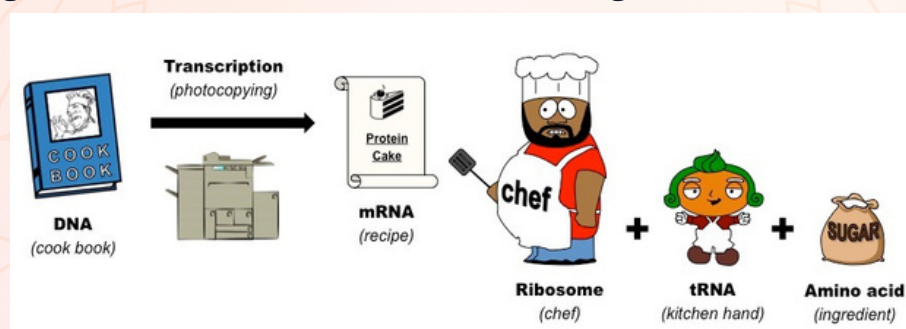 Transcription
(photocopying)
COOK
BOOK
DNA
(cook book)
Protein
Cake
mRNA
(recipe)
chef
Ribosome
(chef)
+
tRNA
(kitchen hand)
+
SUGAR
Amino acid
(ingredient)